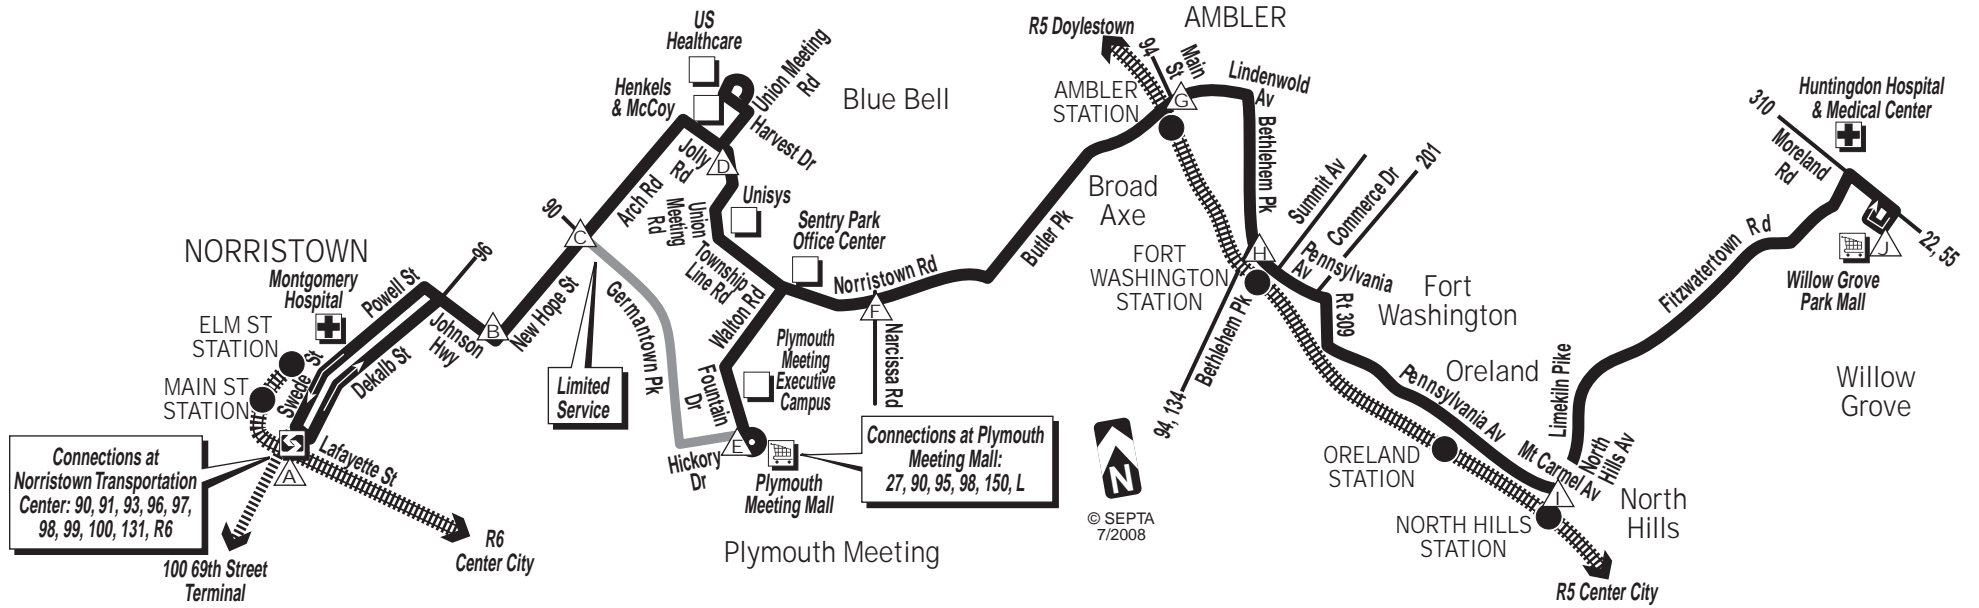 US
Healthcare
Henkels
& McCoy
Union Meeting
Rd
Harvest Dr
Blue Bell
Jolly
Rd
D
Arch Rd
90
C
Unisys
Union
Meeting
Rd
Sentry Park
Office Center
Township
Line Rd
Walton Rd
Norristown Rd
F
Narcissa Rd
NORRISTOWN
Montgomery
Hospital
Powell St
96
ELM ST
STATION
MAIN ST
STATION
Swede St
Dekalb St
Johnson
Hwy
B
New Hope St
Germantown Pk
Limited
Service
Plymouth
Meeting
Executive
Campus
Fountain
Dr
E
Hickory
Dr
Plymouth
Meeting Mall
Connections at Plymouth
Meeting Mall:
27, 90, 95, 98, 150, L
Plymouth Meeting
Connections at
Norristown Transportation
Center: 90, 91, 93, 96, 97,
98, 99, 100, 131, R6
S
A
Lafayette St
100 69th Street
Terminal
R6
Center City
R5 Doylestown
94
Main
St
AMBLER
AMBLER
STATION
G
Lindenwold
Av
Bethlehem Pk
Broad
Axe
Butler Pk
Summit Av
Commerce Dr
201
FORT
WASHINGTON
STATION
H
Pennsylvania
Av
Bethlehem Pk
94, 134
Rt 309
Fort
Washington
Oreland
Pennsylvania Av
ORELAND
STATION
Mt Carmel Av
Limekiln Pike
North
Hills Av
I
North
Hills
NORTH HILLS
STATION
R5 Center City
N
© SEPTA
7/2008
Fitzwatertown Rd
310
Moreland
Rd
Huntingdon Hospital
& Medical Center
J
22, 55
Willow Grove
Park Mall
Willow
Grove